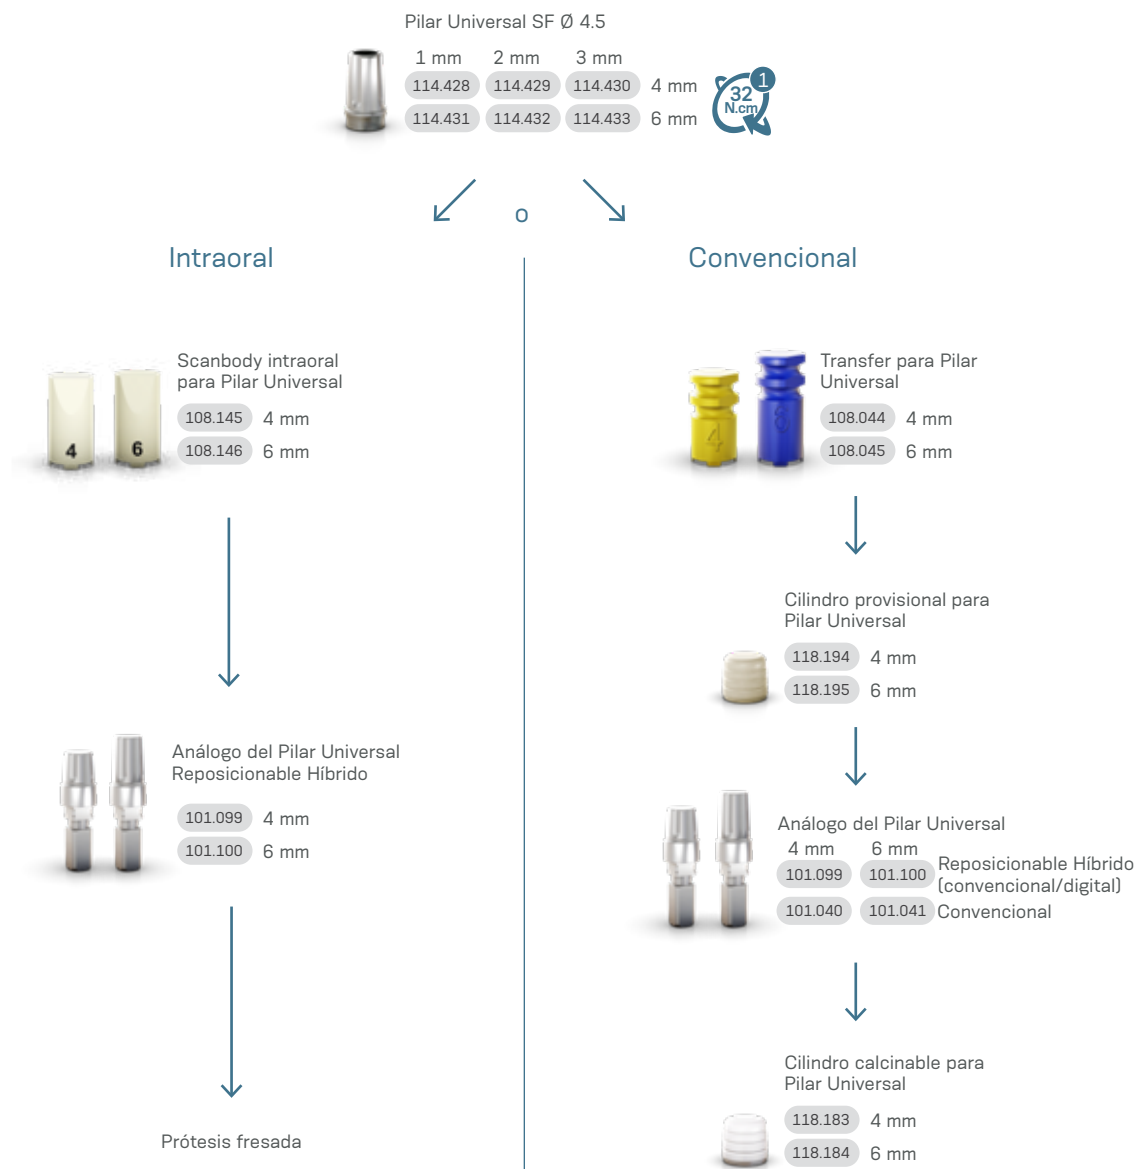 Pilar Universal SF Ø 4.5
1 mm 2 mm 3 mm
114.428 114.429 114.430 4 mm
114.431 114.432 114.433 6 mm
32 N.cm 1
o
Intraoral
Scanbody intraoral
para Pilar Universal
108.145 4 mm
108.146 6 mm
4 6
Análogo del Pilar Universal
Reposicionable Híbrido
101.099 4 mm
101.100 6 mm
Prótesis fresada
Convencional
Transfer para Pilar
Universal
108.044 4 mm
108.045 6 mm
4 6
Cilindro provisional para
Pilar Universal
118.194 4 mm
118.195 6 mm
Análogo del Pilar Universal
4 mm 6 mm
101.099 101.100 Reposicionable Híbrido
(convencional/digital)
101.040 101.041 Convencional
Cilindro calcinable para
Pilar Universal
118.183 4 mm
118.184 6 mm